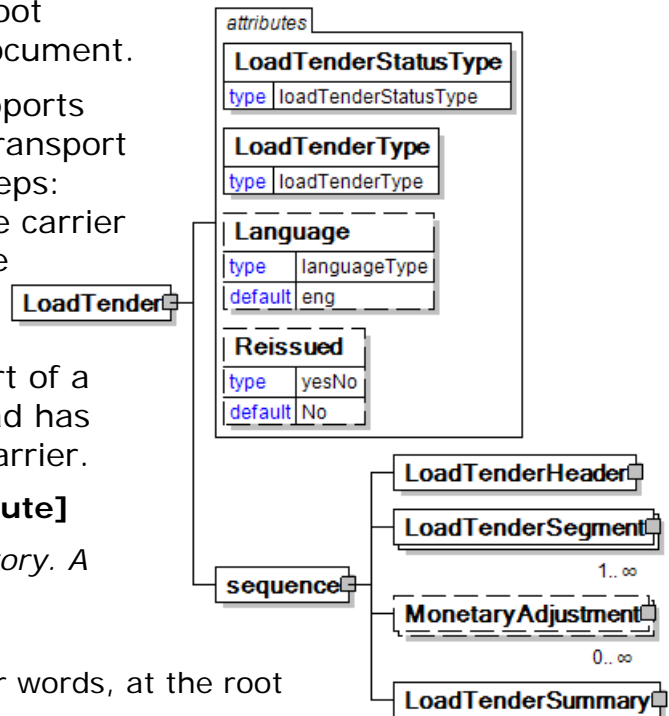 oot
ocument.
ports
ransport
eps:
e carrier
e
rt of a
ad has
arrier.
ute]
ory. A
r words, at the root
attributes
LoadTenderStatusType
type loadTenderStatusType
LoadTenderType
type loadTenderType
Language
type languageType
default eng
Reissued
type yesNo
default No
LoadTender
sequence
LoadTenderHeader
LoadTenderSegment
1.. ∞
MonetaryAdjustment
0.. ∞
LoadTenderSummary